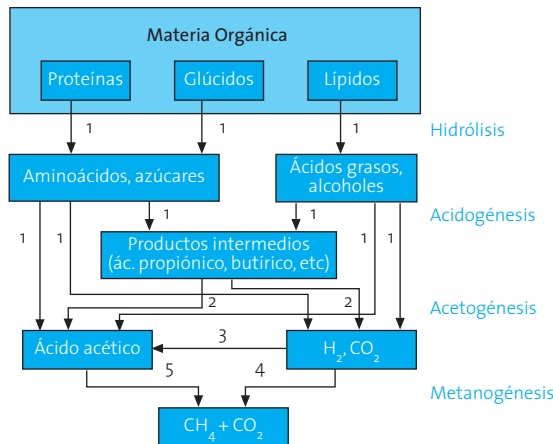 Materia Orgánica
Proteínas
Glúcidos
Lípidos
1
1
1
Hidrólisis
Aminoácidos, azúcares
Ácidos grasos,
alcoholes
1
1
1
1
1
1
Acidogénesis
Productos intermedios
(ác. propiónico, butírico, etc)
2
2
Acetogénesis
Ácido acético
3
H₂, CO₂
5
4
Metanogénesis
CH₄ + CO₂